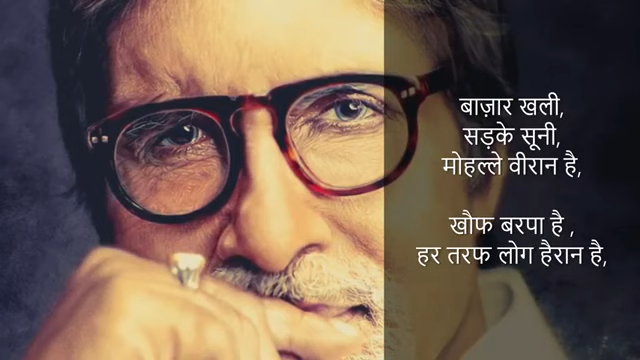 बाज़ार खली,
सड़के सूनी,
मोहल्ले वीरान है,
खौफ बरपा है ,
हर तरफ लोग हैरान है,